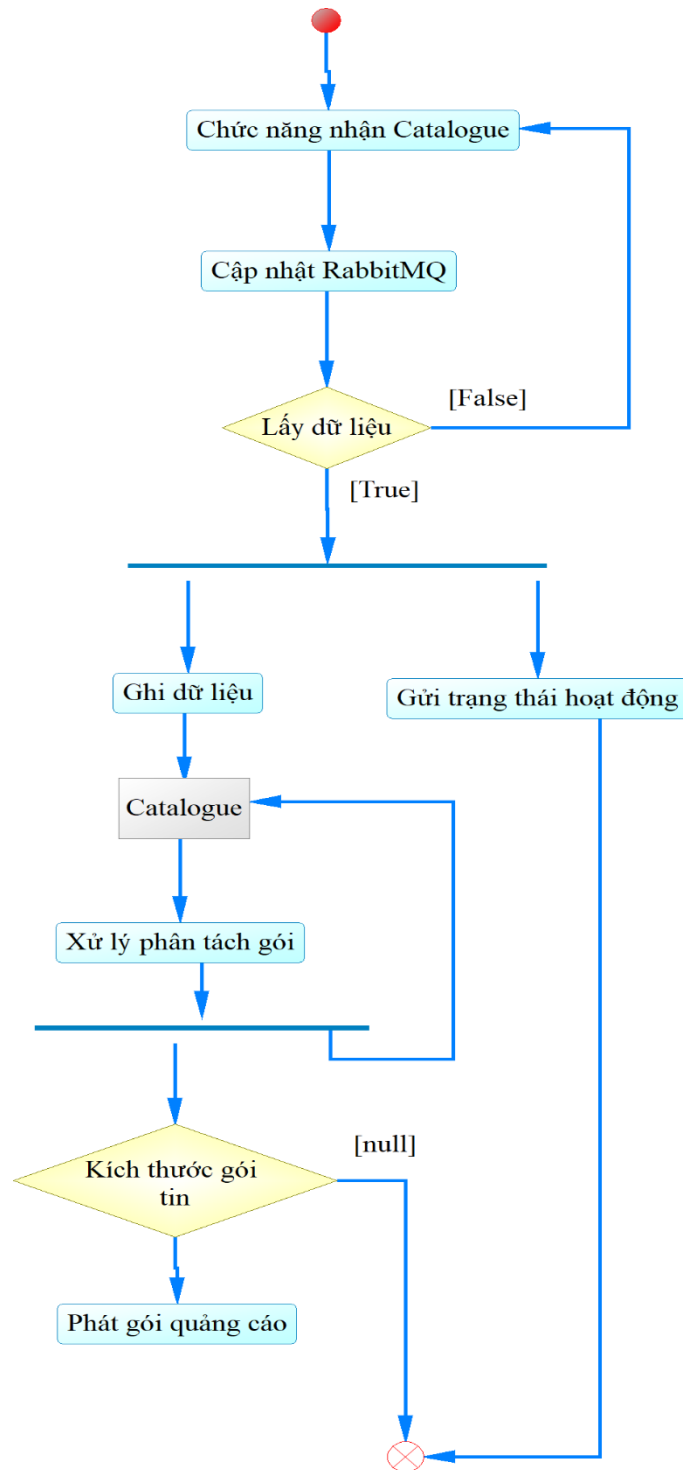 Chức năng nhận Catalogue
Cập nhật RabbitMQ
[False]
Lấy dữ liệu
[True]
Ghi dữ liệu
Gửi trạng thái hoạt động
Catalogue
Xử lý phân tách gói
[null]
Kích thước gói
tin
Phát gói quảng cáo